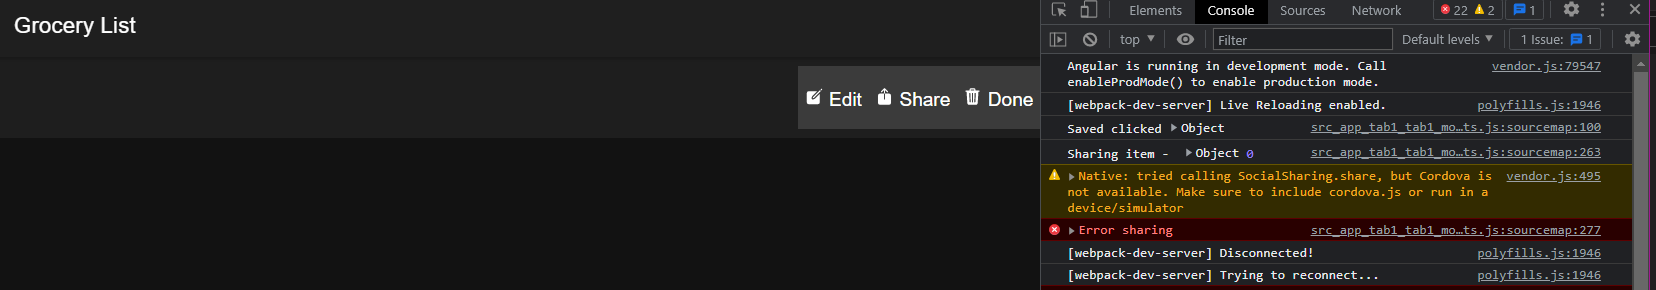 Grocery List
Edit Share Done
Elements Console Sources Network 22 2 1
top Filter Default levels 1 Issue: 1
Angular is running in development mode. Call vendor.js:79547
enableProdMode() to enable production mode.
[webpack-dev-server] Live Reloading enabled. polyfills.js:1946
Saved clicked Object src_app_tab1_tab1_mo…ts.js:sourcemap:100
Sharing item - Object 0 src_app_tab1_tab1_mo…ts.js:sourcemap:263
Native: tried calling SocialSharing.share, but Cordova is vendor.js:495
not available. Make sure to include cordova.js or run in a
device/simulator
Error sharing src_app_tab1_tab1_mo…ts.js:sourcemap:277
[webpack-dev-server] Disconnected! polyfills.js:1946
[webpack-dev-server] Trying to reconnect... polyfills.js:1946